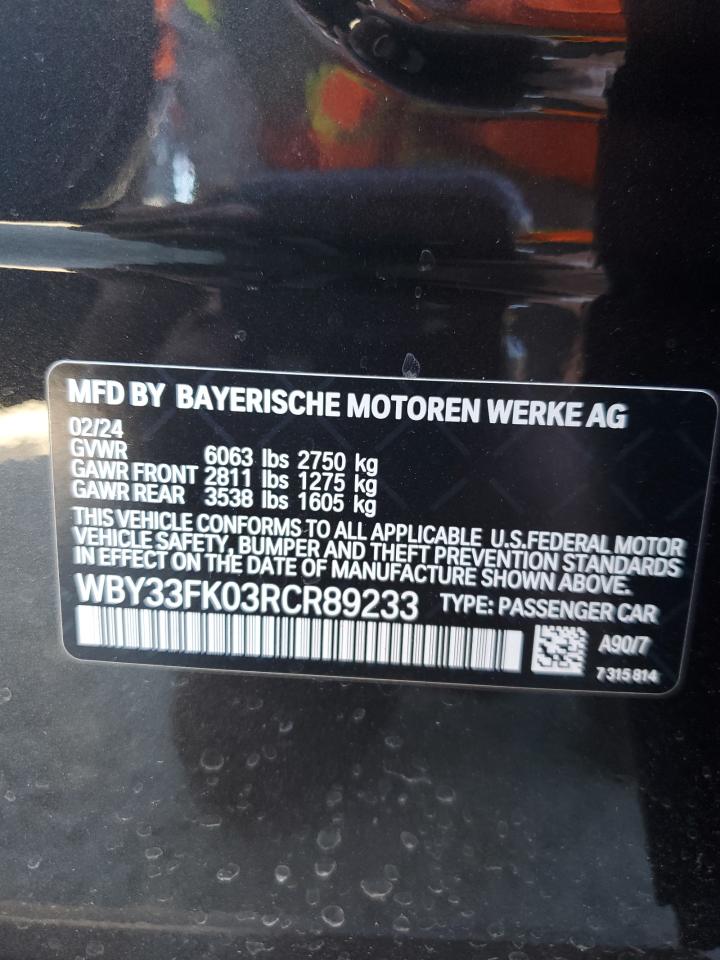 MFD BY BAYERISCHE MOTOREN WERKE AG
02/24
GVWR 6063 lbs 2750 kg
GAWR FRONT 2811 lbs 1275 kg
GAWR REAR 3538 lbs 1605 kg
THIS VEHICLE CONFORMS TO ALL APPLICABLE U.S.FEDERAL MOTOR
VEHICLE SAFETY, BUMPER AND THEFT PREVENTION STANDARDS
IN EFFECT ON THE DATE OF MANUFACTURE SHOWN ABOVE.
WBY33FK03RCR89233 TYPE: PASSENGER CAR
A90/7
7 315 814